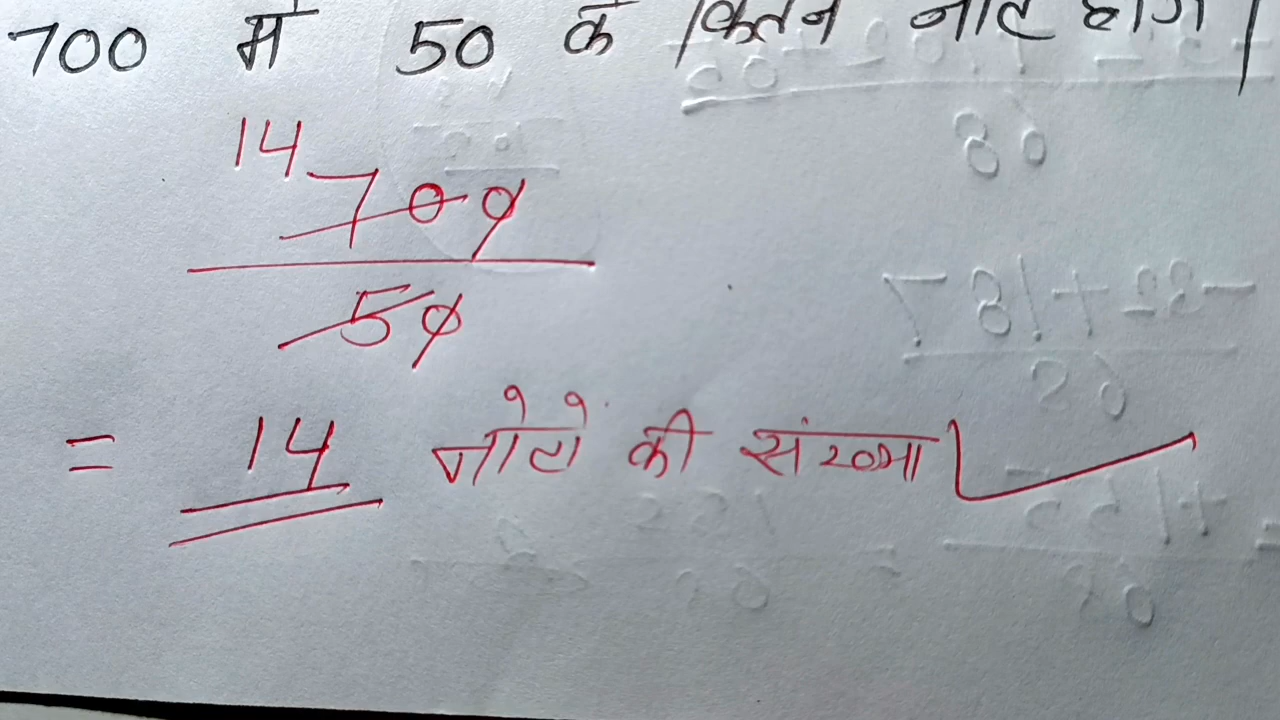 700 में 50 के कितने नोट होंगे|
14
700
50
= 14 नोटो की संख्या